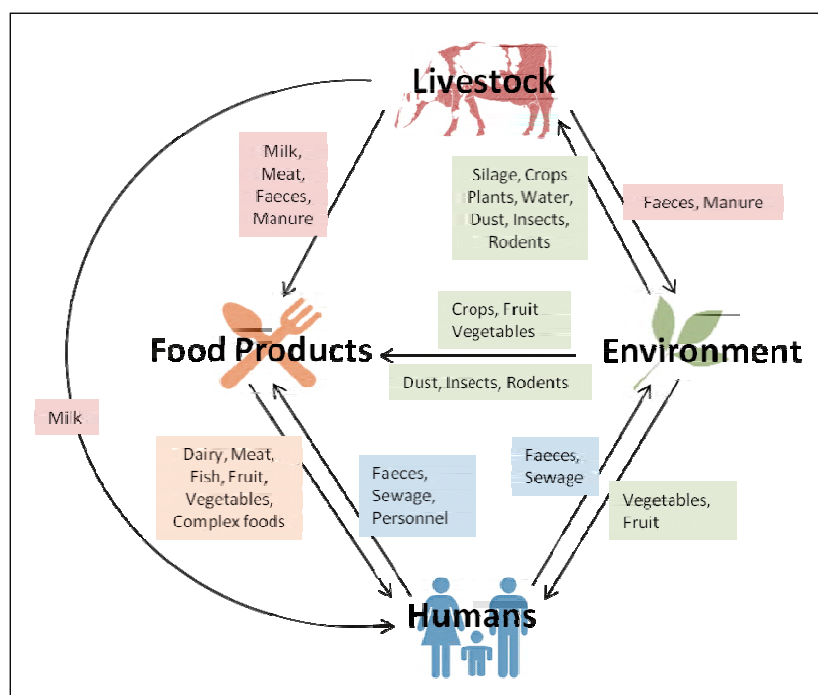 Livestock
Milk,
Meat,
Faeces,
Manure
Silage, Crops
Plants, Water,
Dust, Insects,
Rodents
Faeces, Manure
Crops, Fruit
Vegetables
Food Products
Environment
Dust, Insects, Rodents
Milk
Dairy, Meat,
Fish, Fruit,
Vegetables,
Complex foods
Faeces,
Sewage,
Personnel
Faeces,
Sewage
Vegetables,
Fruit
Humans